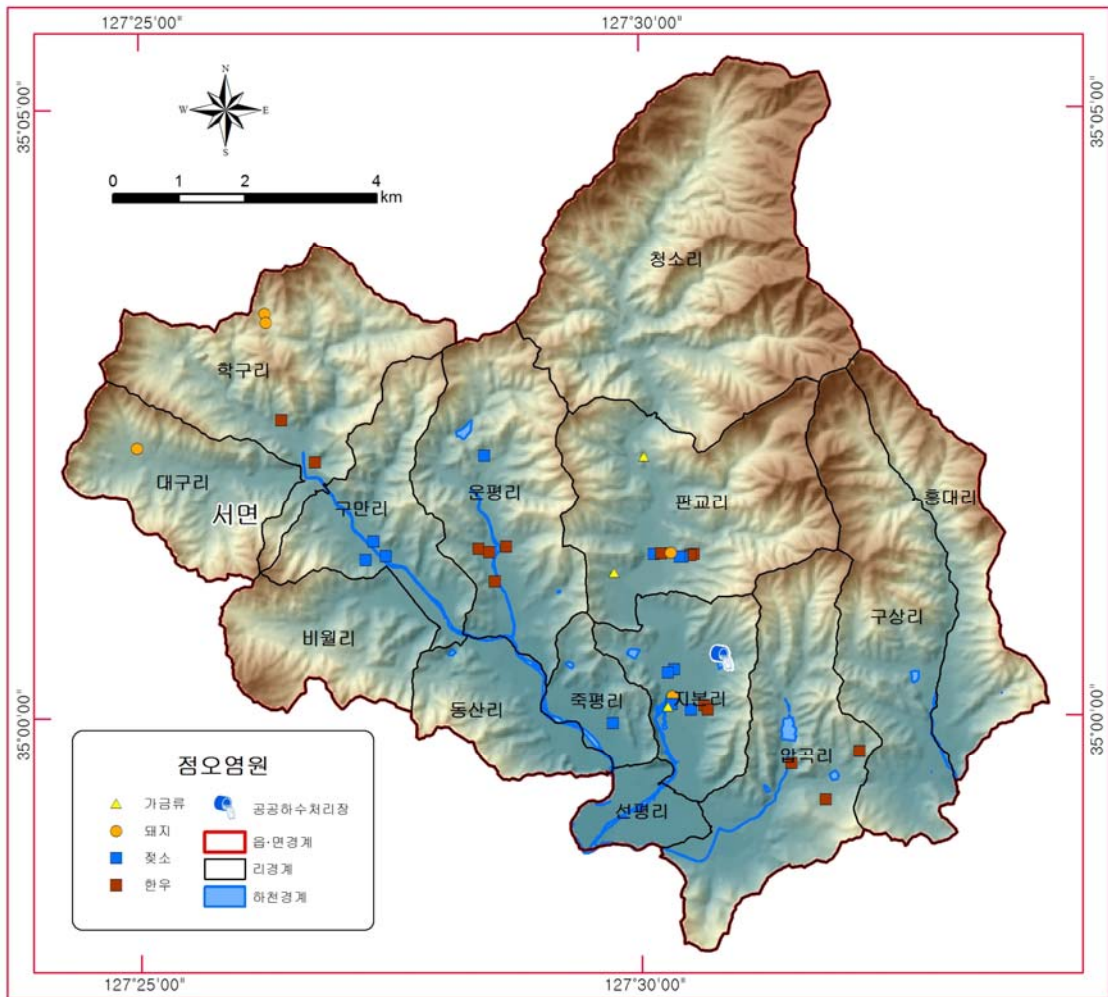 127°25'00" 127°30'00"
35°05'00" 35°05'00"
N
W E
S
0 1 2 4
km
청소리
학구리
대구리
서면
구안리
운평리
판교리
홍대리
구상리
비월리
동산리
죽평리
지본리
압곡리
선평리
35°00'00" 35°00'00"
점오염원
가금류
돼지
젖소
한우
공공하수처리장
읍·면경계
리경계
하천경계
127°25'00" 127°30'00"